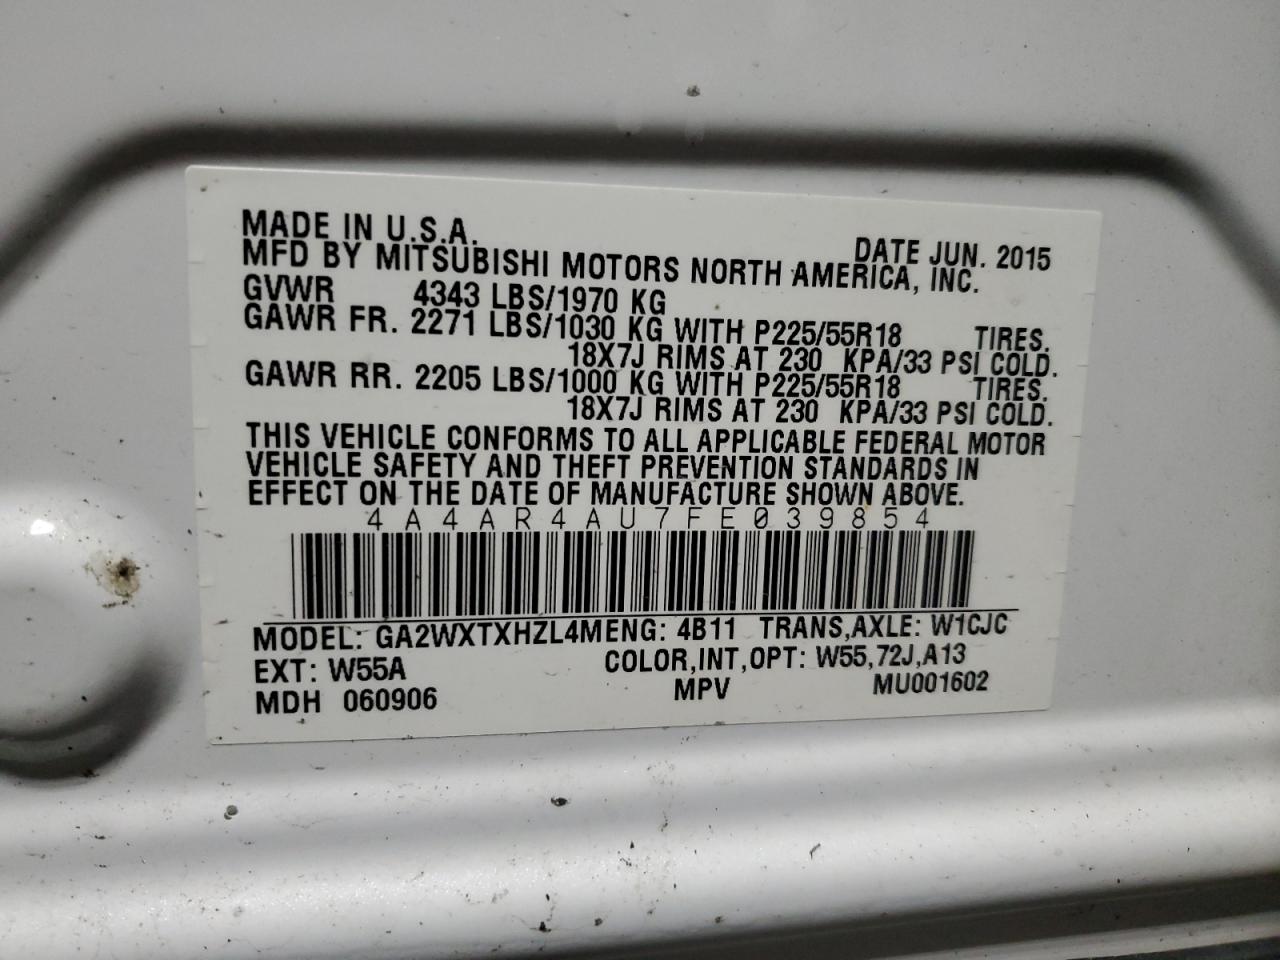 MADE IN U.S.A. DATE JUN. 2015
MFD BY MITSUBISHI MOTORS NORTH AMERICA, INC.
GVWR 4343 LBS/1970 KG
GAWR FR. 2271 LBS/1030 KG WITH P225/55R18 TIRES.
18X7J RIMS AT 230 KPA/33 PSI COLD.
GAWR RR. 2205 LBS/1000 KG WITH P225/55R18 TIRES.
18X7J RIMS AT 230 KPA/33 PSI COLD.
THIS VEHICLE CONFORMS TO ALL APPLICABLE FEDERAL MOTOR
VEHICLE SAFETY AND THEFT PREVENTION STANDARDS IN
EFFECT ON THE DATE OF MANUFACTURE SHOWN ABOVE.
4A4AR4AU7FE039854
MODEL: GA2WXTXHZL4MENG: 4B11 TRANS,AXLE: W1CJC
EXT: W55A COLOR,INT,OPT: W55,72J,A13
MDH 060906 MPV MU001602